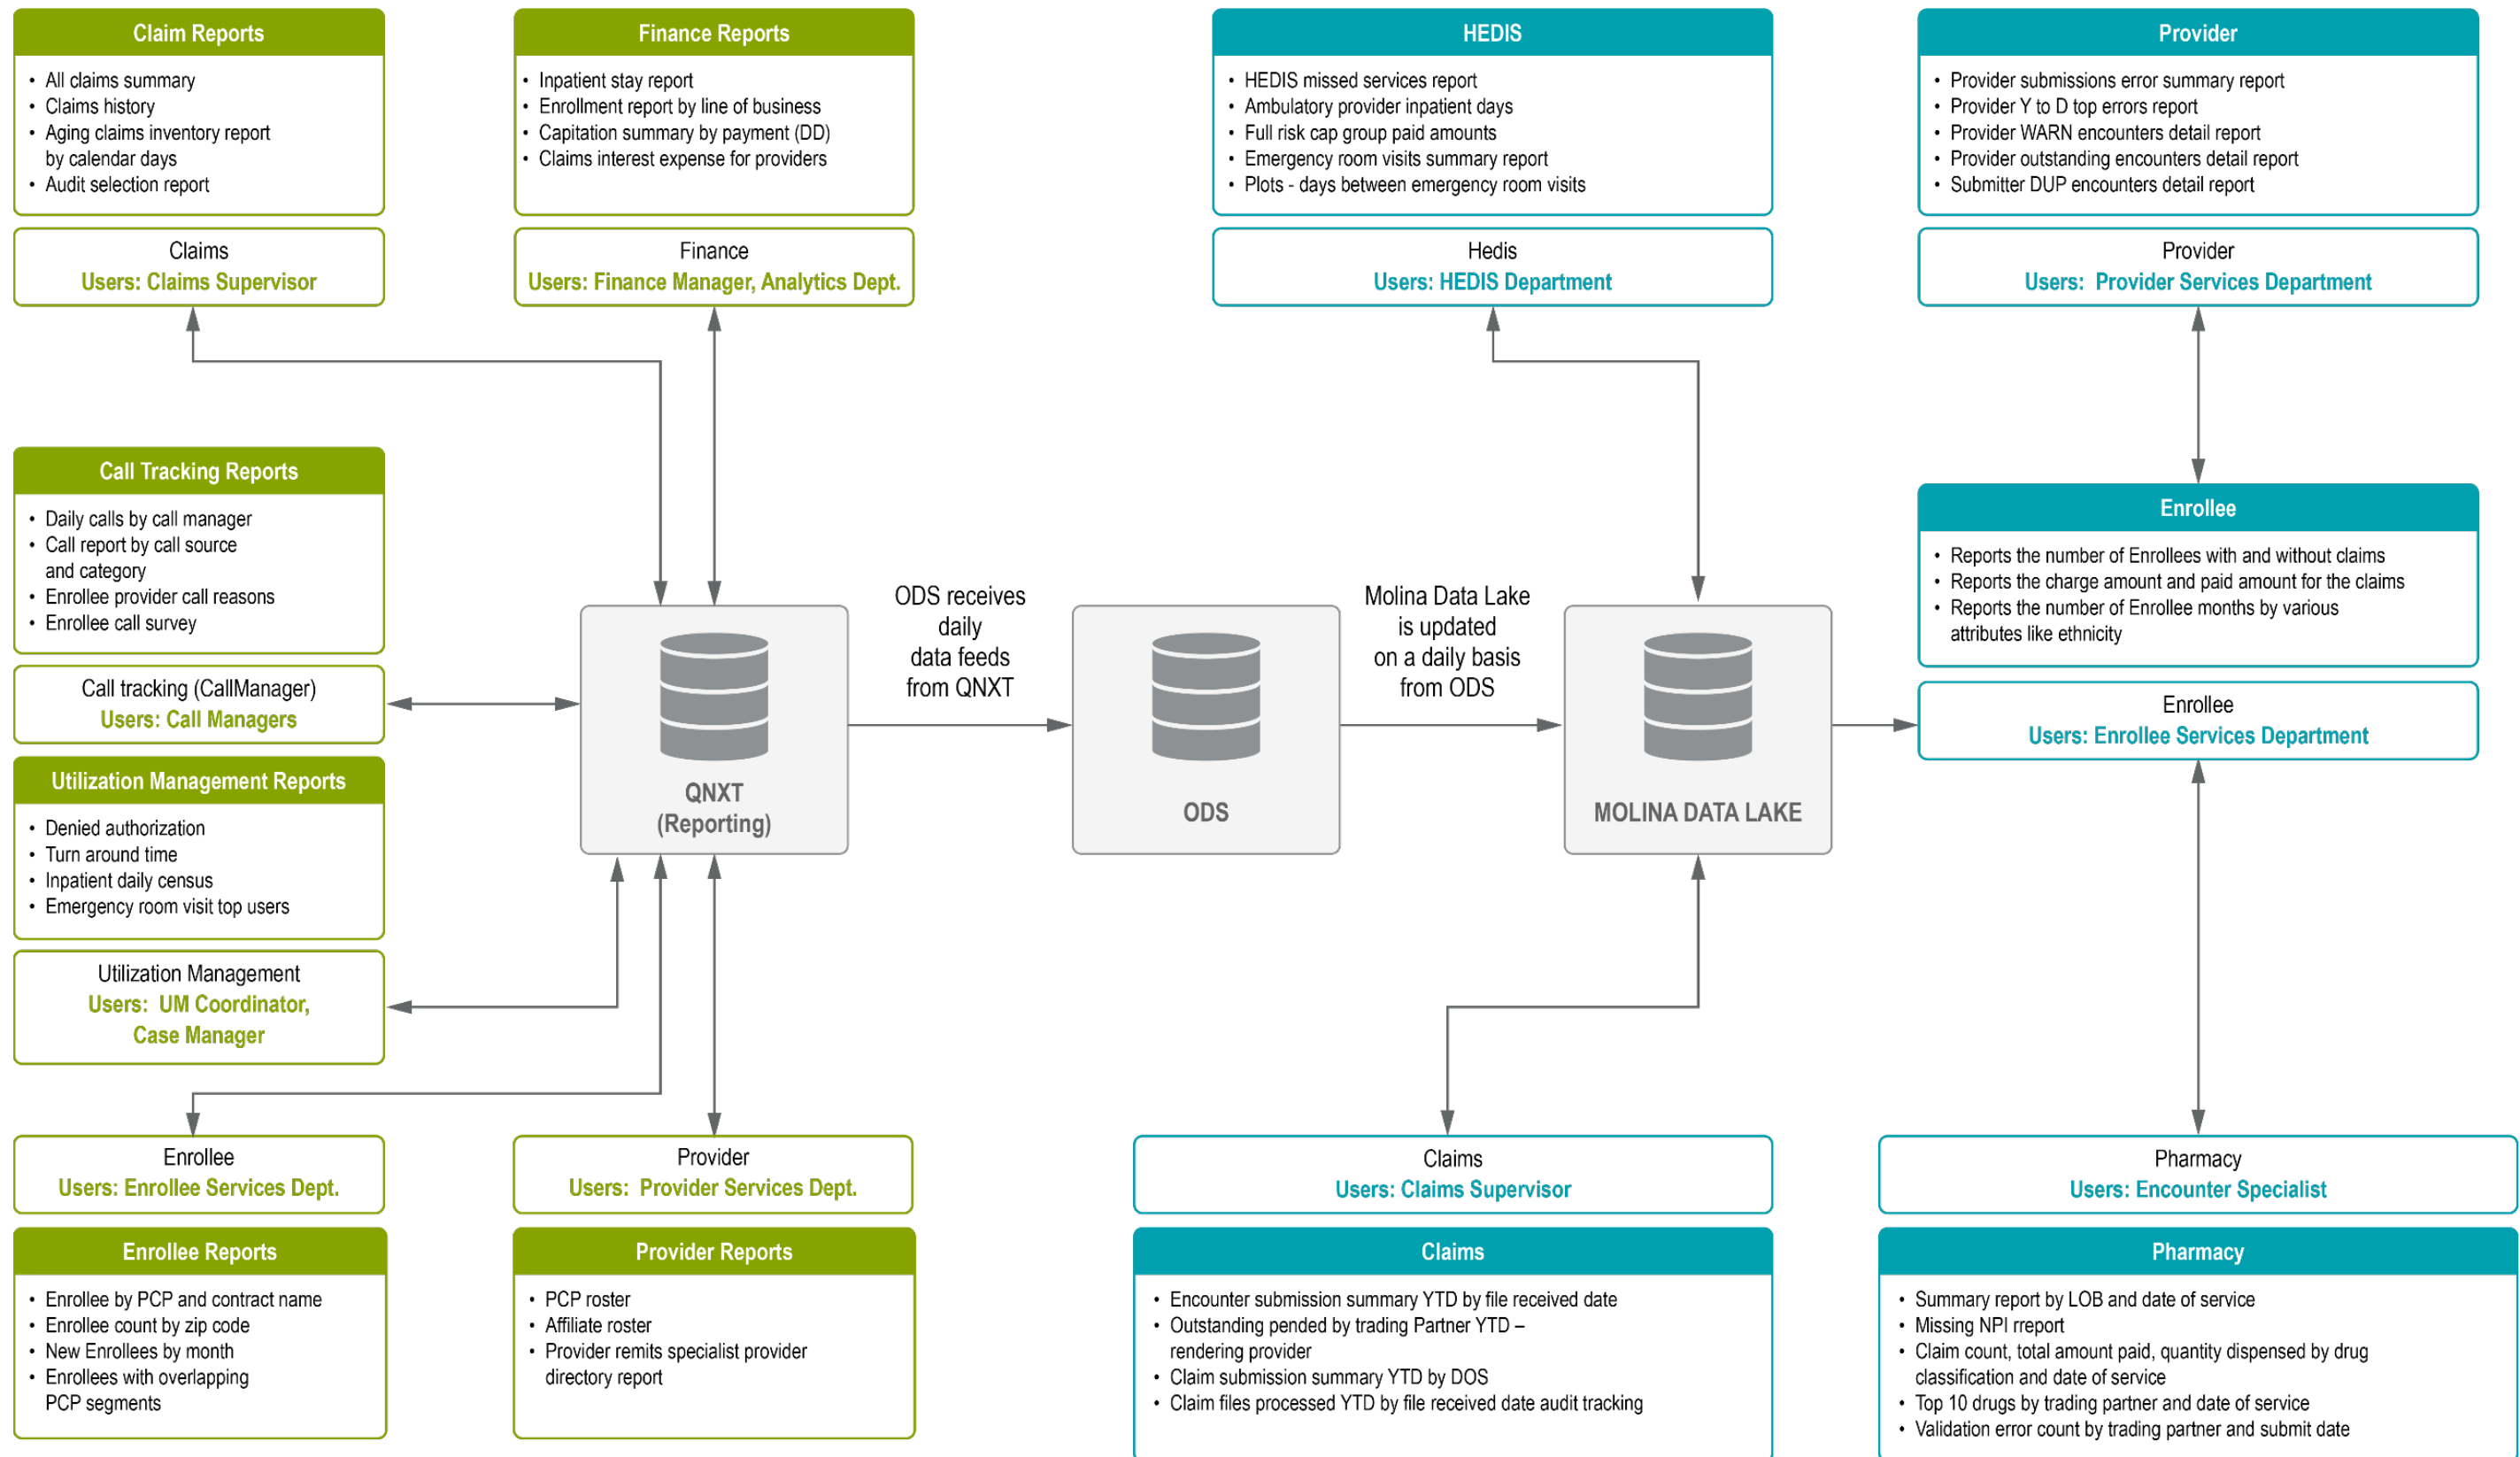 Claim Reports
• All claims summary
• Claims history
• Aging claims inventory report
by calendar days
• Audit selection report
Claims
Users: Claims Supervisor
Finance Reports
• Inpatient stay report
• Enrollment report by line of business
• Capitation summary by payment (DD)
• Claims interest expense for providers
Finance
Users: Finance Manager, Analytics Dept.
HEDIS
• HEDIS missed services report
• Ambulatory provider inpatient days
• Full risk cap group paid amounts
• Emergency room visits summary report
• Plots - days between emergency room visits
Hedis
Users: HEDIS Department
Provider
• Provider submissions error summary report
• Provider Y to D top errors report
• Provider WARN encounters detail report
• Provider outstanding encounters detail report
• Submitter DUP encounters detail report
Provider
Users: Provider Services Department
Call Tracking Reports
• Daily calls by call manager
• Call report by call source
and category
• Enrollee provider call reasons
• Enrollee call survey
Call tracking (CallManager)
Users: Call Managers
Utilization Management Reports
• Denied authorization
• Turn around time
• Inpatient daily census
• Emergency room visit top users
Utilization Management
Users: UM Coordinator,
Case Manager
QNXT
(Reporting)
ODS receives
daily
data feeds
from QNXT
ODS
Molina Data Lake
is updated
on a daily basis
from ODS
MOLINA DATA LAKE
Enrollee
• Reports the number of Enrollees with and without claims
• Reports the charge amount and paid amount for the claims
• Reports the number of Enrollee months by various
attributes like ethnicity
Enrollee
Users: Enrollee Services Department
Enrollee
Users: Enrollee Services Dept.
Enrollee Reports
• Enrollee by PCP and contract name
• Enrollee count by zip code
• New Enrollees by month
• Enrollees with overlapping
PCP segments
Provider
Users: Provider Services Dept.
Provider Reports
• PCP roster
• Affiliate roster
• Provider remits specialist provider
directory report
Claims
Users: Claims Supervisor
Claims
• Encounter submission summary YTD by file received date
• Outstanding pended by trading Partner YTD –
rendering provider
• Claim submission summary YTD by DOS
• Claim files processed YTD by file received date audit tracking
Pharmacy
Users: Encounter Specialist
Pharmacy
• Summary report by LOB and date of service
• Missing NPI rreport
• Claim count, total amount paid, quantity dispensed by drug
classification and date of service
• Top 10 drugs by trading partner and date of service
• Validation error count by trading partner and submit date